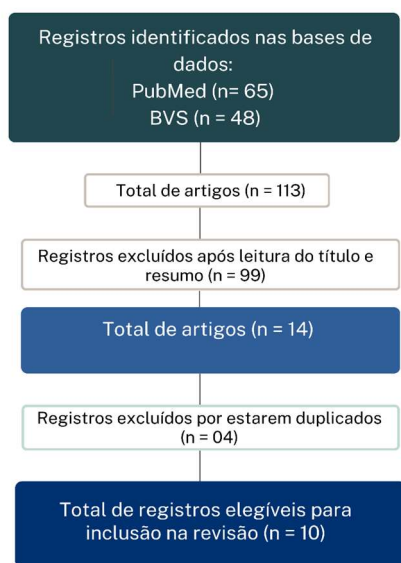 Registros identificados nas bases de
dados:
PubMed (n= 65)
BVS (n = 48)
Total de artigos (n = 113)
Registros excluídos após leitura do título e
resumo (n = 99)
Total de artigos (n = 14)
Registros excluídos por estarem duplicados
(n = 04)
Total de registros elegíveis para
inclusão na revisão (n = 10)